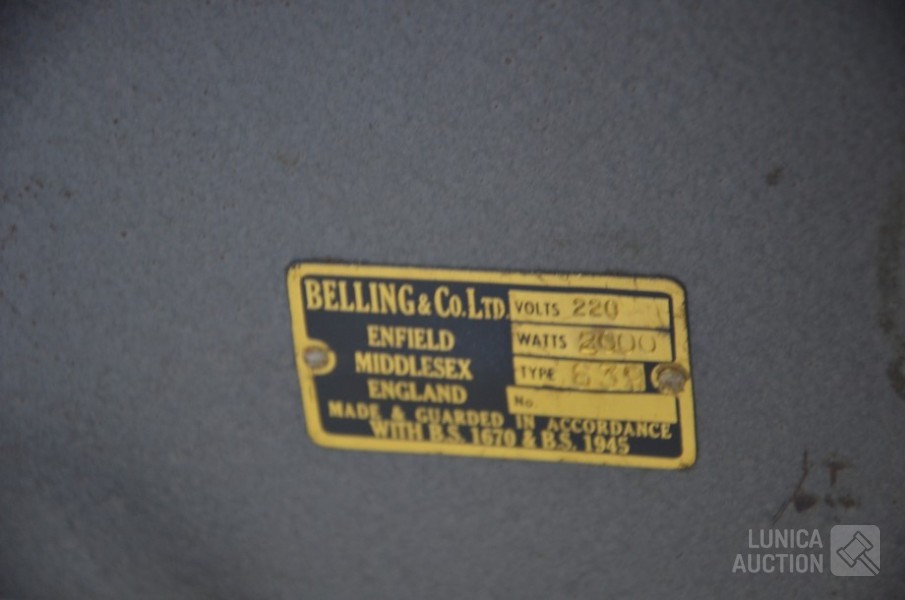 BELLING & Co. LTD.
ENFIELD
MIDDLESEX
ENGLAND
VOLTS 220
WATTS 2000
TYPE
No.
MADE & GUARDED IN ACCORDANCE
WITH B.S. 1670 & B.S. 1945
LUNICA
AUCTION